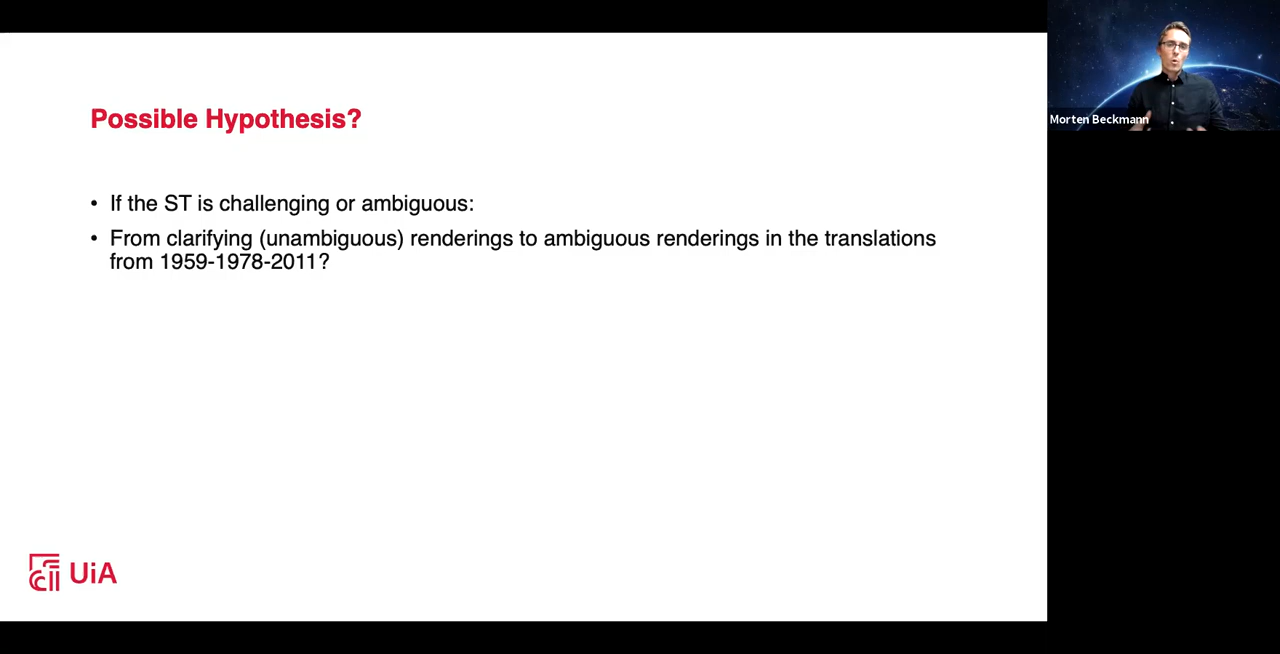 Possible Hypothesis?
• If the ST is challenging or ambiguous:
• From clarifying (unambiguous) renderings to ambiguous renderings in the translations
from 1959-1978-2011?
UiA
Morten Beckmann